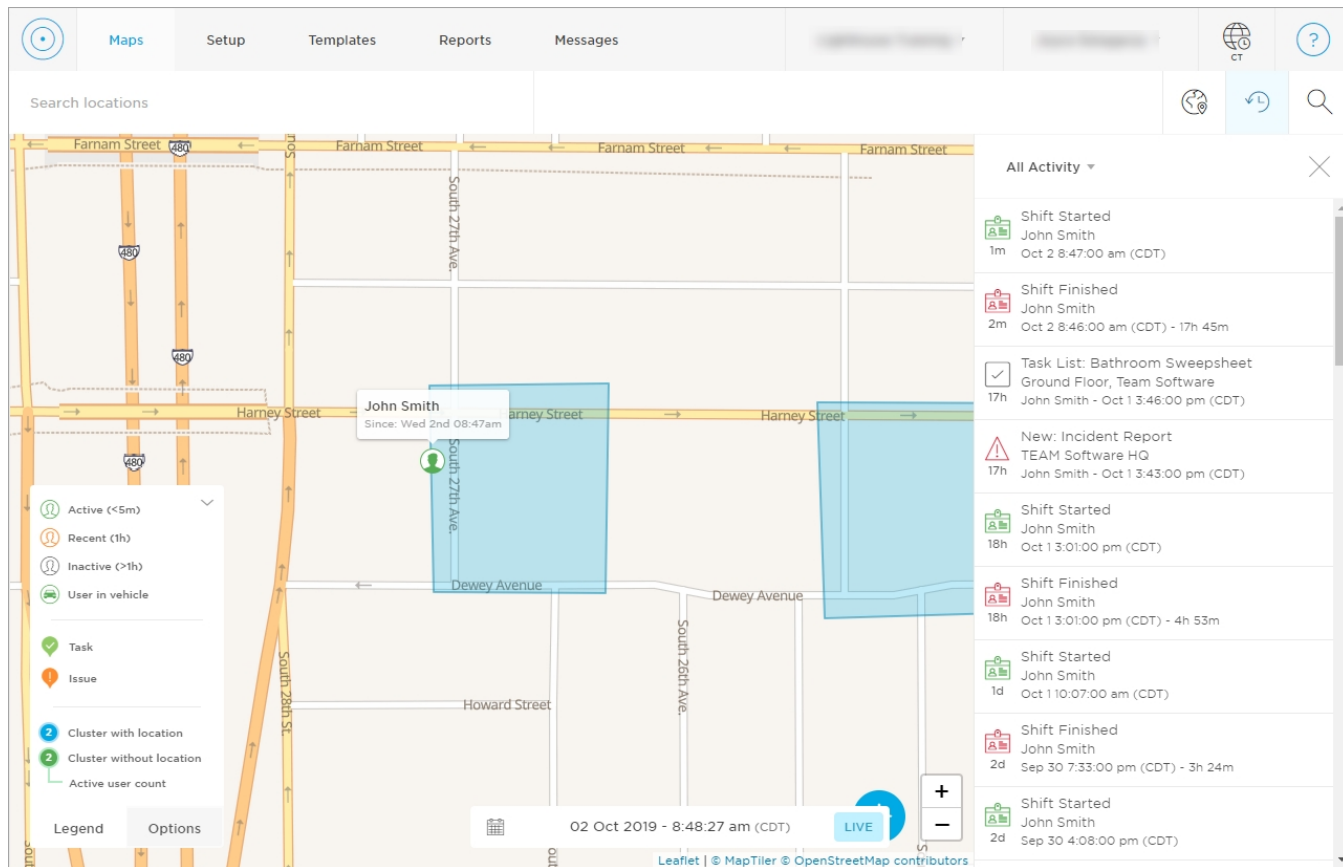 Maps
Setup
Templates
Reports
Messages
CT
?
Search locations
All Activity
Farnam Street
480
Farnam Street
Farnam Street
Farnam Street
South 27th Ave.
480
480
Harney Street
Harney Street
Harney Street
John Smith
Since: Wed 2nd 08:47am
South 27th Ave.
480
Dewey Avenue
Dewey Avenue
South 26th Ave.
South 28th St.
Howard Street
Active (<5m)
Recent (1h)
Inactive (>1h)
User in vehicle
Task
Issue
2 Cluster with location
2 Cluster without location
Active user count
Legend
Options
02 Oct 2019 - 8:48:27 am (CDT)
LIVE
+
−
Leaflet | © MapTiler © OpenStreetMap contributors
Shift Started
John Smith
1m Oct 2 8:47:00 am (CDT)
Shift Finished
John Smith
2m Oct 2 8:46:00 am (CDT) - 17h 45m
Task List: Bathroom Sweepsheet
Ground Floor, Team Software
17h John Smith - Oct 1 3:46:00 pm (CDT)
New: Incident Report
TEAM Software HQ
17h John Smith - Oct 1 3:43:00 pm (CDT)
Shift Started
John Smith
18h Oct 1 3:01:00 pm (CDT)
Shift Finished
John Smith
18h Oct 1 3:01:00 pm (CDT) - 4h 53m
Shift Started
John Smith
1d Oct 1 10:07:00 am (CDT)
Shift Finished
John Smith
2d Sep 30 7:33:00 pm (CDT) - 3h 24m
Shift Started
John Smith
2d Sep 30 4:08:00 pm (CDT)